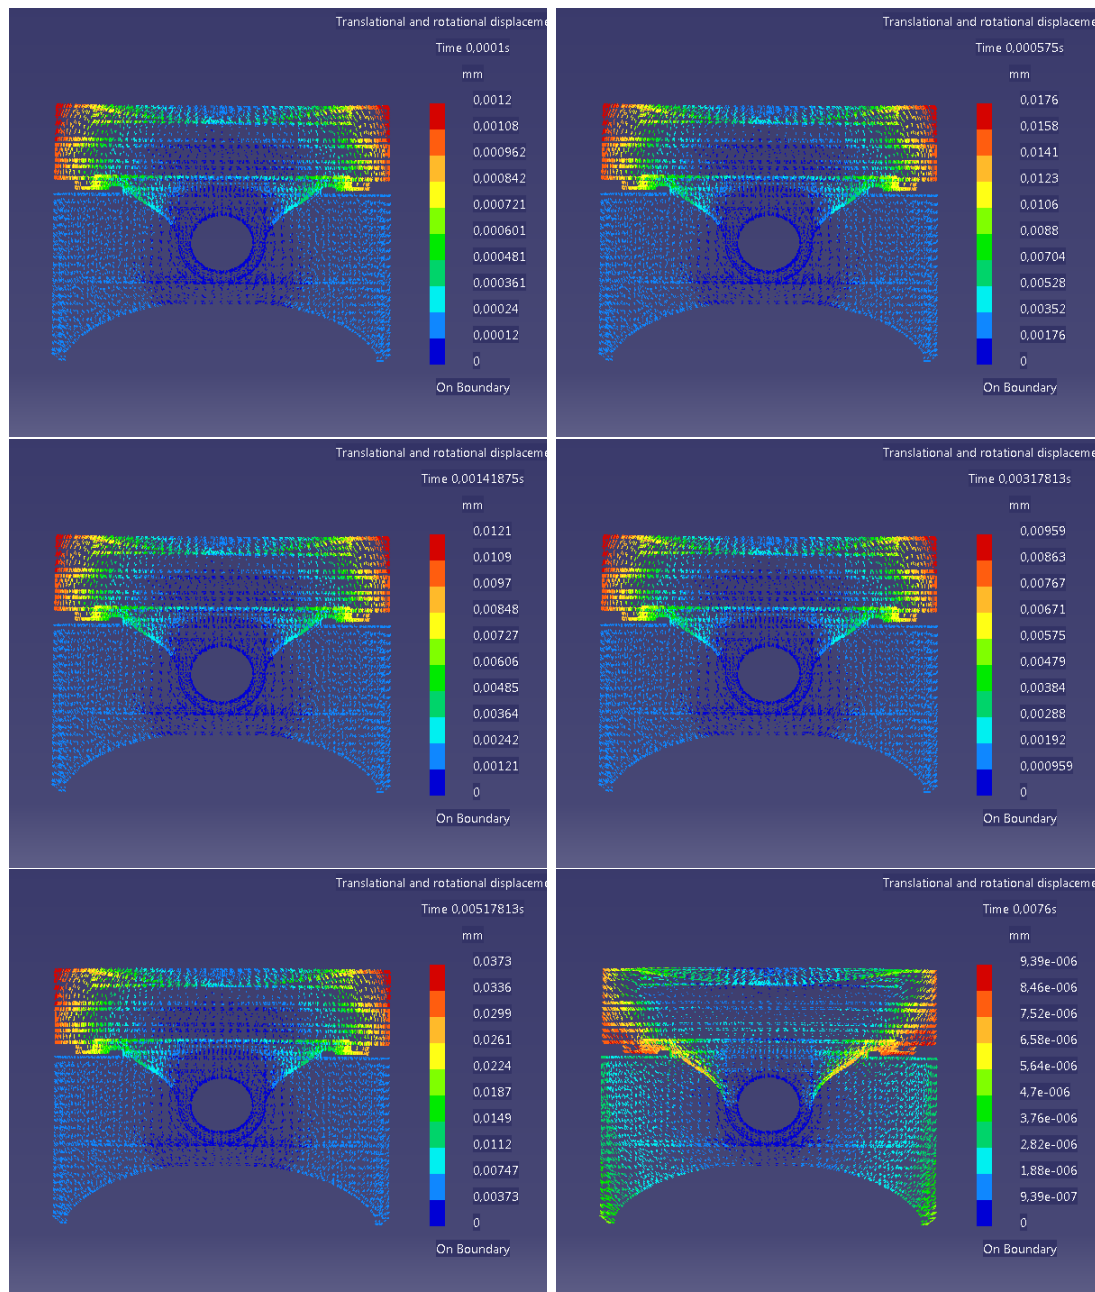 Translational and rotational displaceme
Time 0,0001s
mm
0,0012
0,00108
0,000962
0,000842
0,000721
0,000601
0,000481
0,000361
0,00024
0,00012
0
On Boundary
Translational and rotational displaceme
Time 0,000575s
mm
0,0176
0,0158
0,0141
0,0123
0,0106
0,0088
0,00704
0,00528
0,00352
0,00176
0
On Boundary
Translational and rotational displaceme
Time 0,00141875s
mm
0,0121
0,0109
0,0097
0,00848
0,00727
0,00606
0,00485
0,00364
0,00242
0,00121
0
On Boundary
Translational and rotational displaceme
Time 0,00317813s
mm
0,00959
0,00863
0,00767
0,00671
0,00575
0,00479
0,00384
0,00288
0,00192
0,000959
0
On Boundary
Translational and rotational displaceme
Time 0,00517813s
mm
0,0373
0,0336
0,0299
0,0261
0,0224
0,0187
0,0149
0,0112
0,00747
0,00373
0
On Boundary
Translational and rotational displaceme
Time 0,0076s
mm
9,39e-006
8,46e-006
7,52e-006
6,58e-006
5,64e-006
4,7e-006
3,76e-006
2,82e-006
1,88e-006
9,39e-007
0
On Boundary